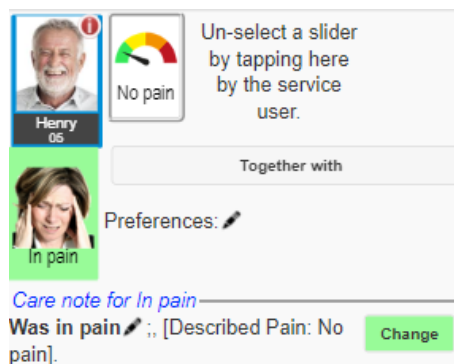 Un-select a slider
by tapping here
by the service
user.
No pain
Henry
05
Together with
In pain
Preferences:
Care note for In pain
Was in pain ;, [Described Pain: No
pain].
Change